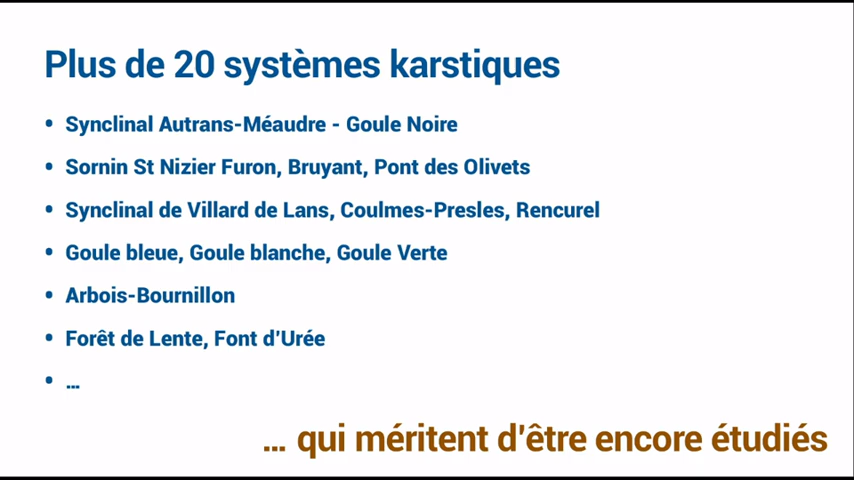 Plus de 20 systèmes karstiques
• Synclinal Autrans-Méaudre - Goule Noire
• Sornin St Nizier Furon, Bruyant, Pont des Olivets
• Synclinal de Villard de Lans, Coulmes-Presles, Rencurel
• Goule bleue, Goule blanche, Goule Verte
• Arbois-Bournillon
• Forêt de Lente, Font d'Urée
• ...
... qui méritent d'être encore étudiés